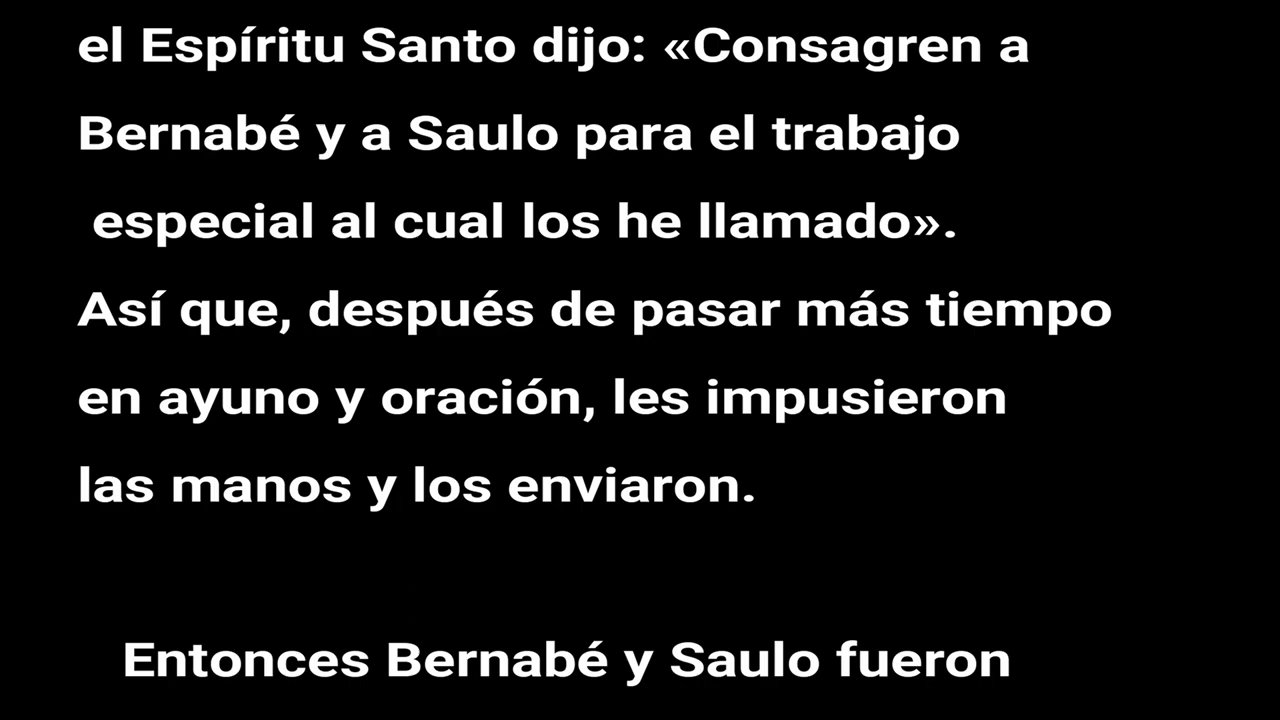 el Espíritu Santo dijo: «Consagren a
Bernabé y a Saulo para el trabajo
especial al cual los he llamado».
Así que, después de pasar más tiempo
en ayuno y oración, les impusieron
las manos y los enviaron.
Entonces Bernabé y Saulo fueron